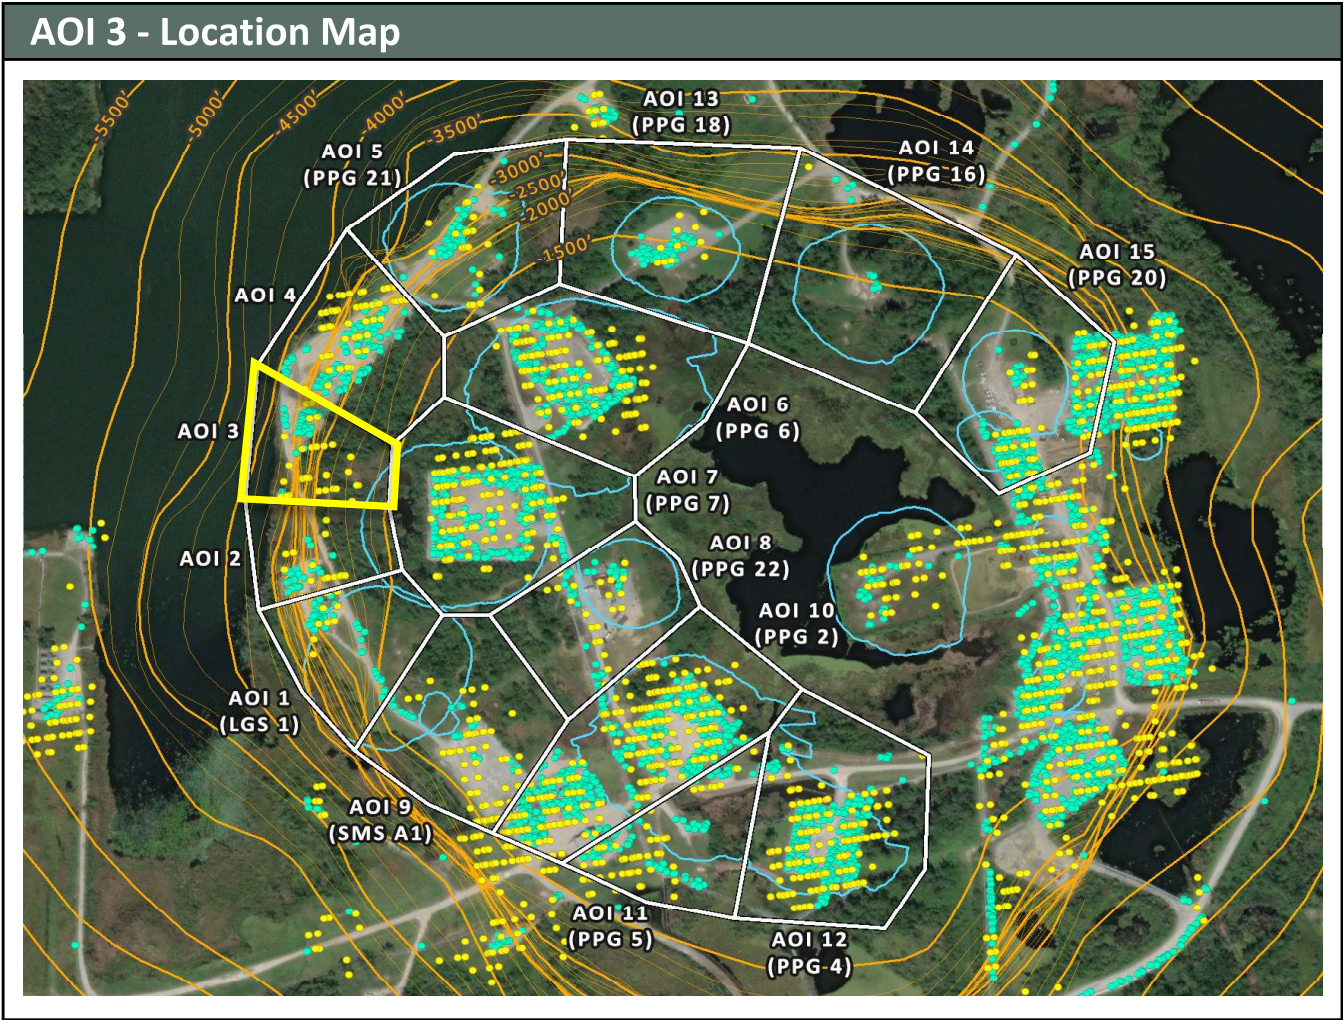 AOI 3 - Location Map
-5500'
-5000'
-4500'
-4000'
-3500'
-3000'
-2500'
-2000'
-1500'
AOI 13
(PPG 18)
AOI 5
(PPG 21)
AOI 14
(PPG 16)
AOI 15
(PPG 20)
AOI 4
AOI 3
AOI 6
(PPG 6)
AOI 7
(PPG 7)
AOI 2
AOI 8
(PPG 22)
AOI 10
(PPG 2)
AOI 1
(LGS 1)
AOI 9
(SMS A1)
AOI 11
(PPG 5)
AOI 12
(PPG 4)